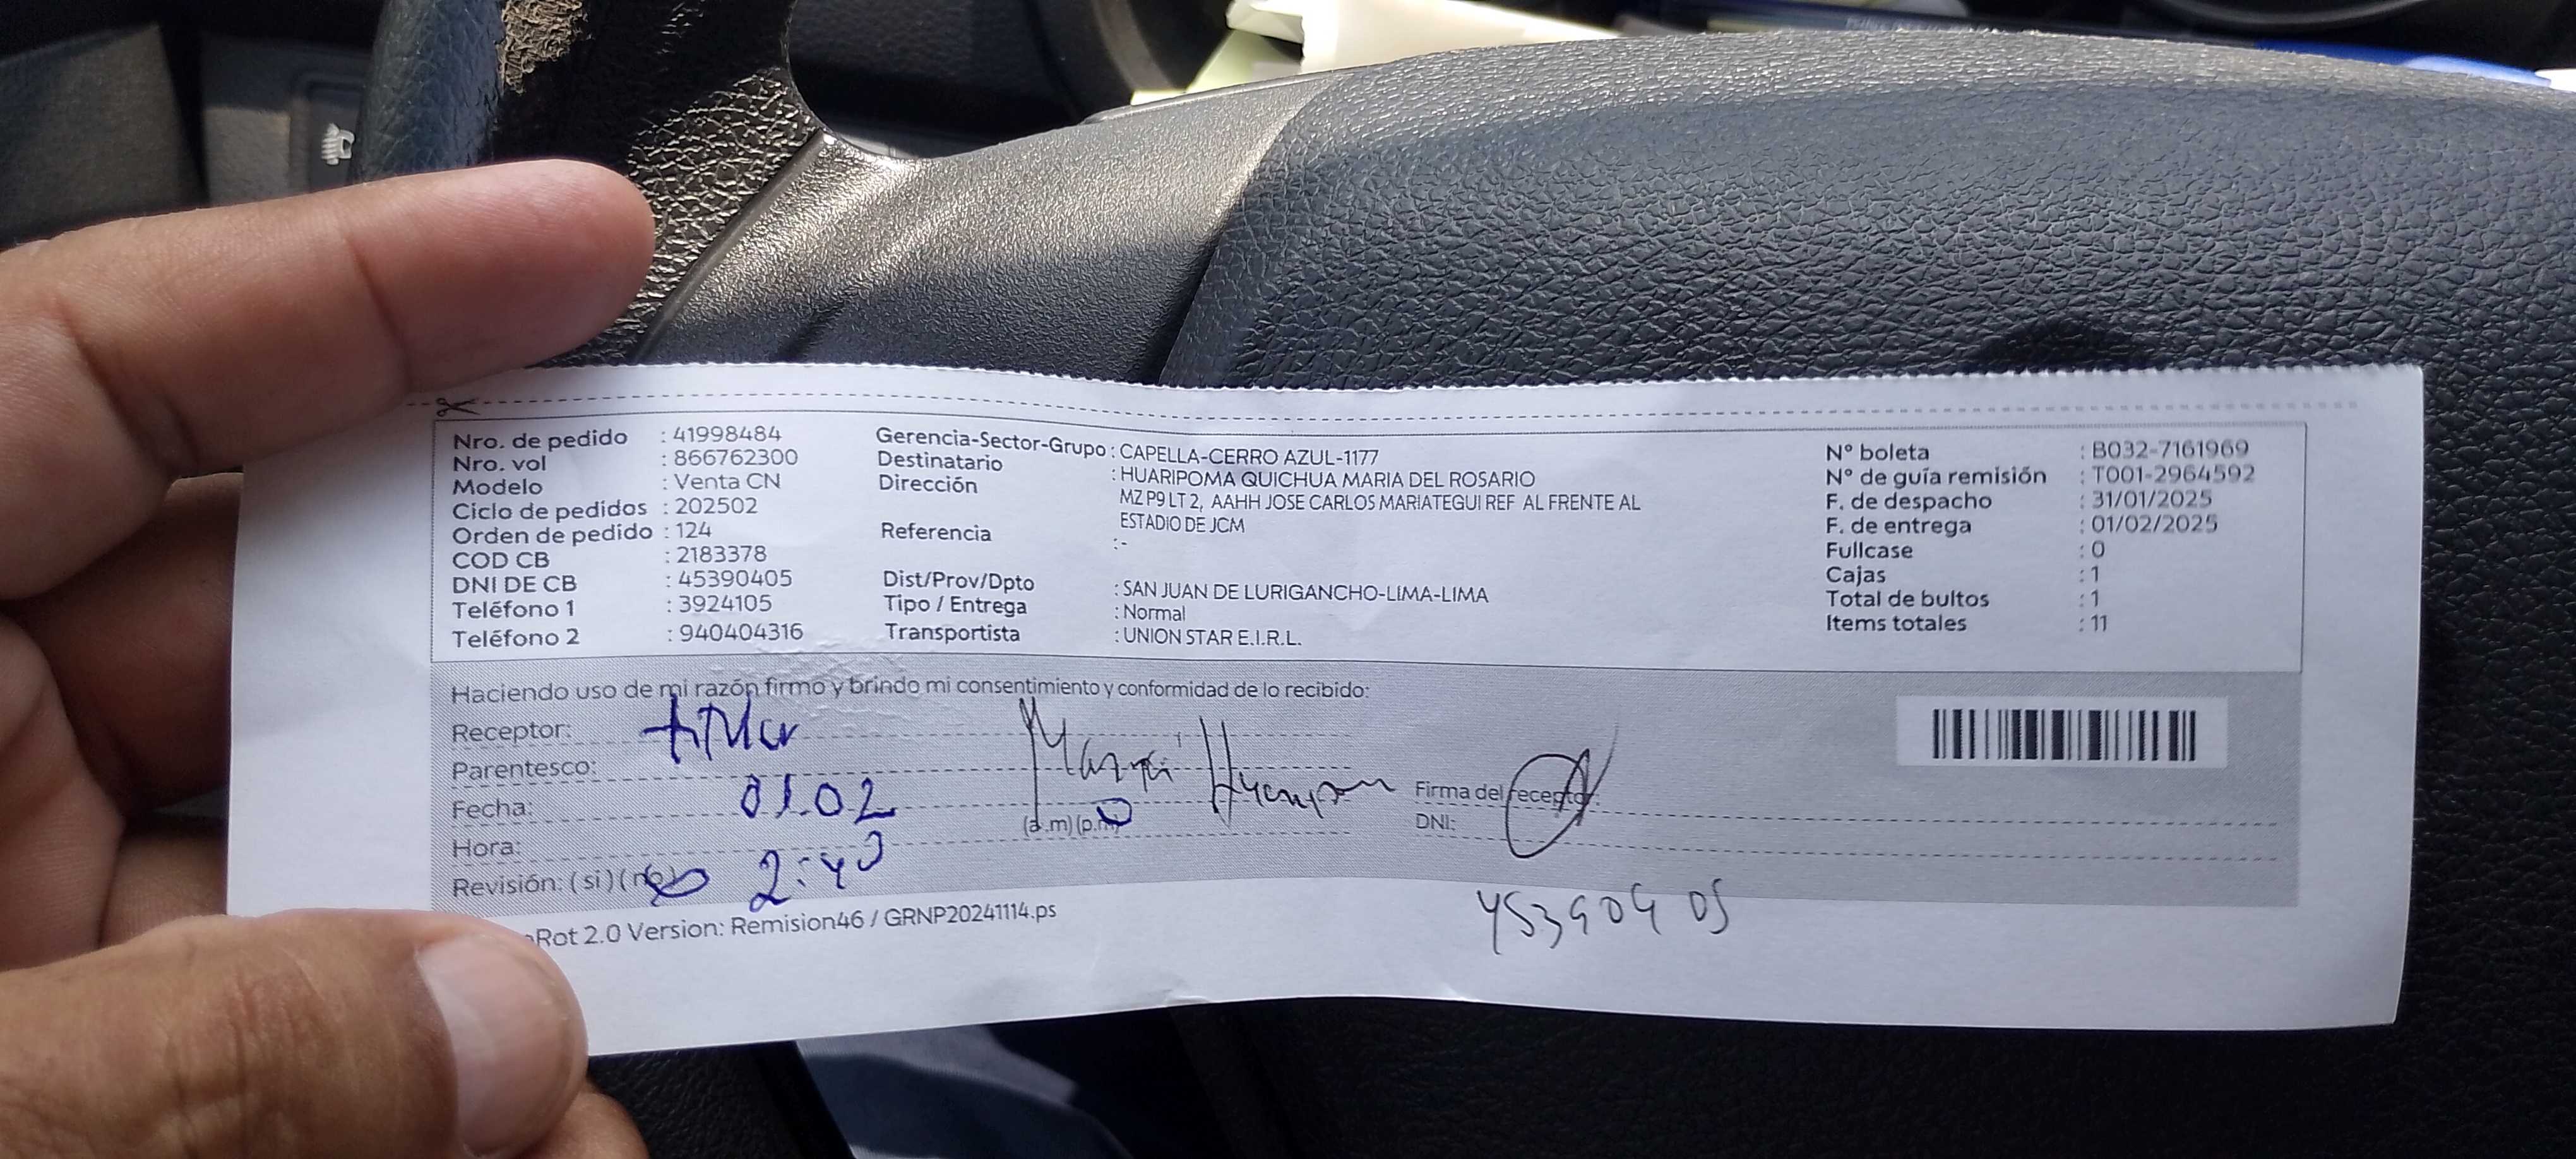 Nro. de pedido : 41998484
Nro. vol : 866762300
Modelo : Venta CN
Ciclo de pedidos : 202502
Orden de pedido : 124
COD CB : 2183378
DNI DE CB : 45390405
Teléfono 1 : 3924105
Teléfono 2 : 940404316
Gerencia-Sector-Grupo : CAPELLA-CERRO AZUL-1177
Destinatario : HUARIPOMA QUICHUA MARIA DEL ROSARIO
Dirección MZ P9 LT 2, AAHH JOSE CARLOS MARIATEGUI REF AL FRENTE AL
ESTADIO DE JCM
Referencia : -
Dist/Prov/Dpto : SAN JUAN DE LURIGANCHO-LIMA-LIMA
Tipo / Entrega : Normal
Transportista : UNION STAR E.I.R.L.
N° boleta : B032-7161969
N° de guía remisión : T001-2964592
F. de despacho : 31/01/2025
F. de entrega : 01/02/2025
Fullcase : 0
Cajas : 1
Total de bultos : 1
Items totales : 11
Haciendo uso de mi razón firmo y brindo mi consentimiento y conformidad de lo recibido:
Receptor: titular
Parentesco:
Fecha: 01.02
(a.m) (p.m)
Hora: 2:40
Revisión: (si) (no)
Firma del receptor:
DNI:
45390405
Rot 2.0 Version: Remision46 / GRNP20241114.ps